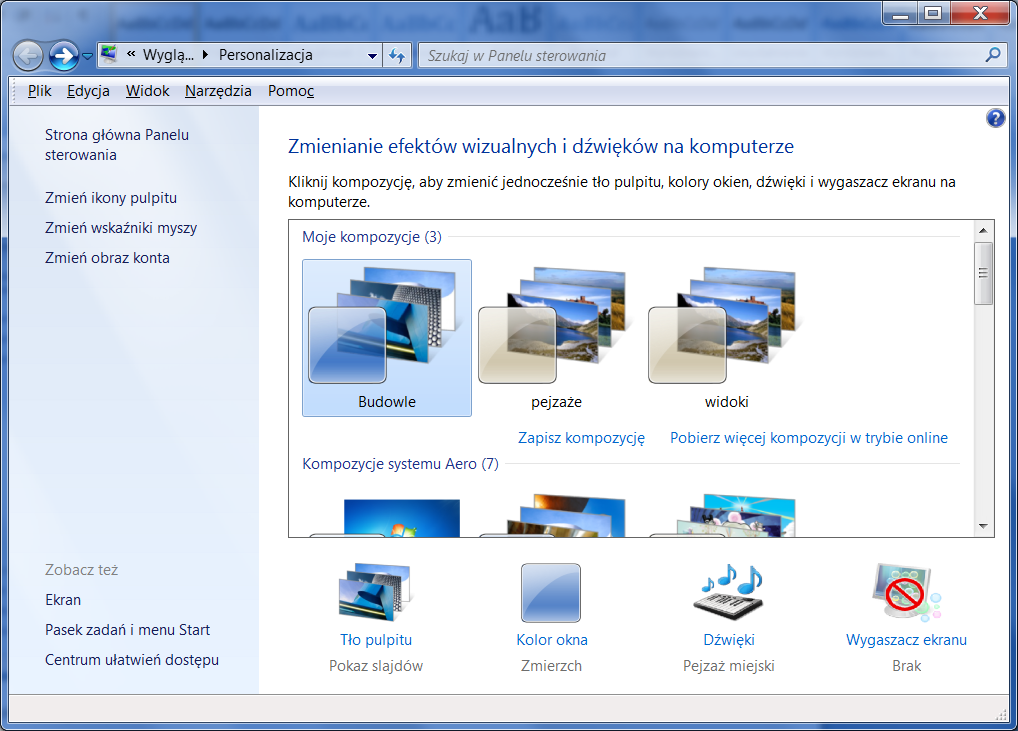 « Wyglą... Personalizacja
Szukaj w Panelu sterowania
Plik Edycja Widok Narzędzia Pomoc
Strona główna Panelu
sterowania
Zmień ikony pulpitu
Zmień wskaźniki myszy
Zmień obraz konta
Zmienianie efektów wizualnych i dźwięków na komputerze
Kliknij kompozycję, aby zmienić jednocześnie tło pulpitu, kolory okien, dźwięki i wygaszacz ekranu na
komputerze.
Moje kompozycje (3)
Budowle pejzaże widoki
Zapisz kompozycję Pobierz więcej kompozycji w trybie online
Kompozycje systemu Aero (7)
Zobacz też
Ekran
Pasek zadań i menu Start
Centrum ułatwień dostępu
Tło pulpitu Kolor okna Dźwięki Wygaszacz ekranu
Pokaz slajdów Zmierzch Pejzaż miejski Brak